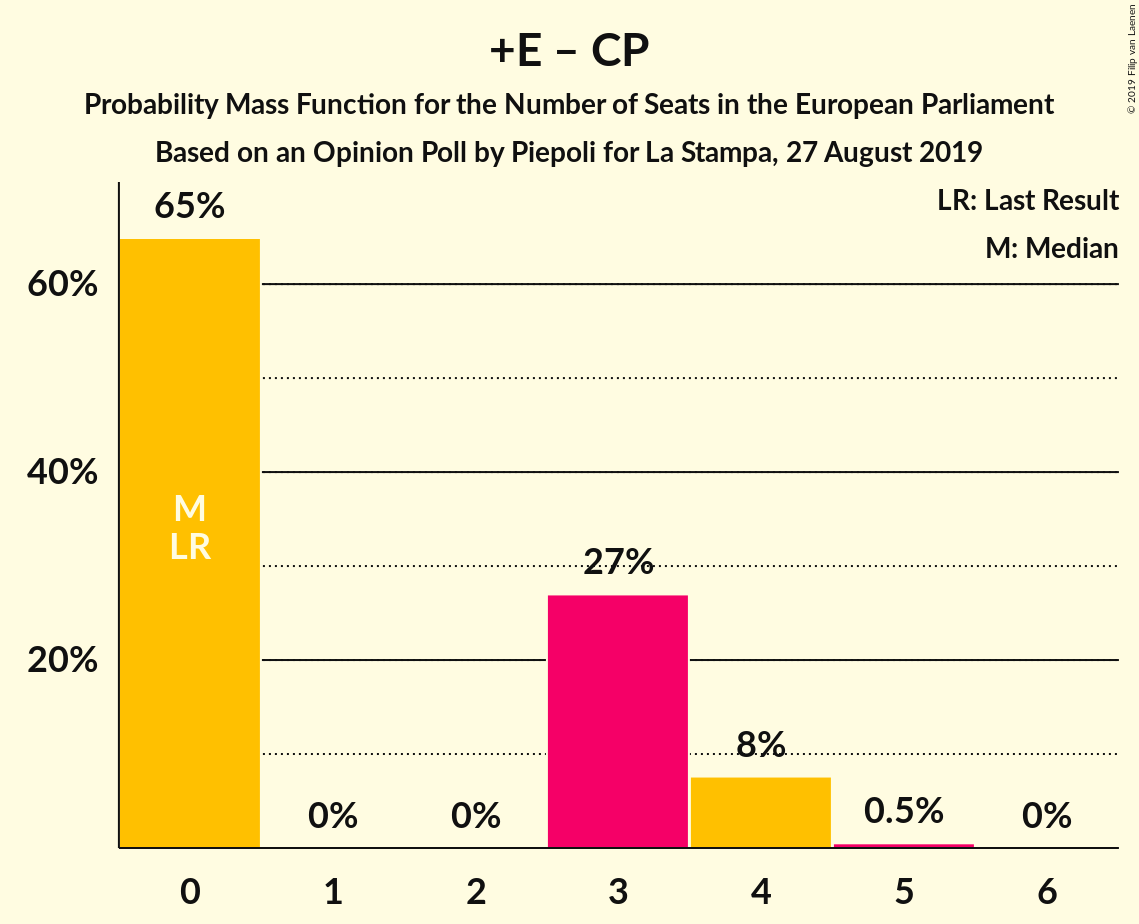 +E – CP
Probability Mass Function for the Number of Seats in the European Parliament
Based on an Opinion Poll by Piepoli for La Stampa, 27 August 2019
© 2019 Filip van Laenen
LR: Last Result
M: Median
65%
60%
40%
20%
M
LR
0%
0%
27%
8%
0.5%
0%
0 1 2 3 4 5 6